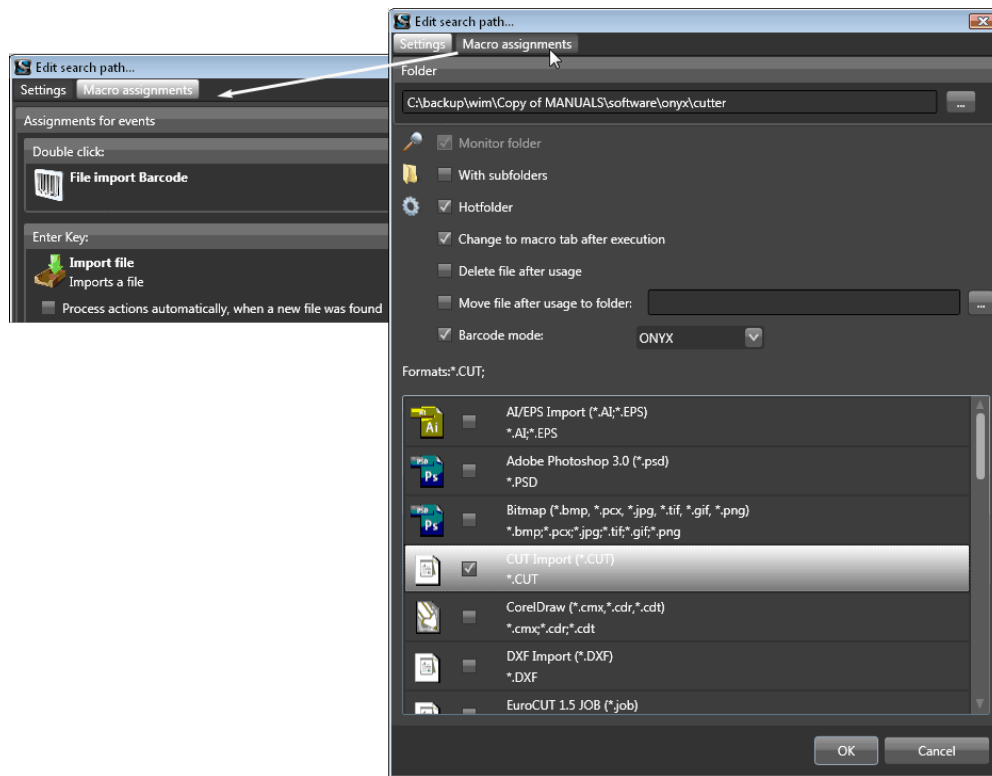 Edit search path...
Settings Macro assignments
Assignments for events
Double click:
File import Barcode
Enter Key:
Import file
Imports a file
Process actions automatically, when a new file was found
Edit search path...
Settings Macro assignments
Folder
C:\backup\wim\Copy of MANUALS\software\onyx\cutter ...
Monitor folder
With subfolders
Hotfolder
Change to macro tab after execution
Delete file after usage
Move file after usage to folder: ...
Barcode mode: ONYX
Formats:*.CUT;
Ai
AI/EPS Import (*.AI;*.EPS)
*.AI;*.EPS
Ps
Adobe Photoshop 3.0 (*.psd)
*.PSD
Ps
Bitmap (*.bmp, *.pcx, *.jpg, *.tif, *.gif, *.png)
*.bmp;*.pcx;*.jpg;*.tif;*.gif;*.png
CUT Import (*.CUT)
*.CUT
CorelDraw (*.cmx,*.cdr,*.cdt)
*.cmx;*.cdr;*.cdt
DXF Import (*.DXF)
*.DXF
EuroCUT 1.5 JOB (*.job)
OK Cancel